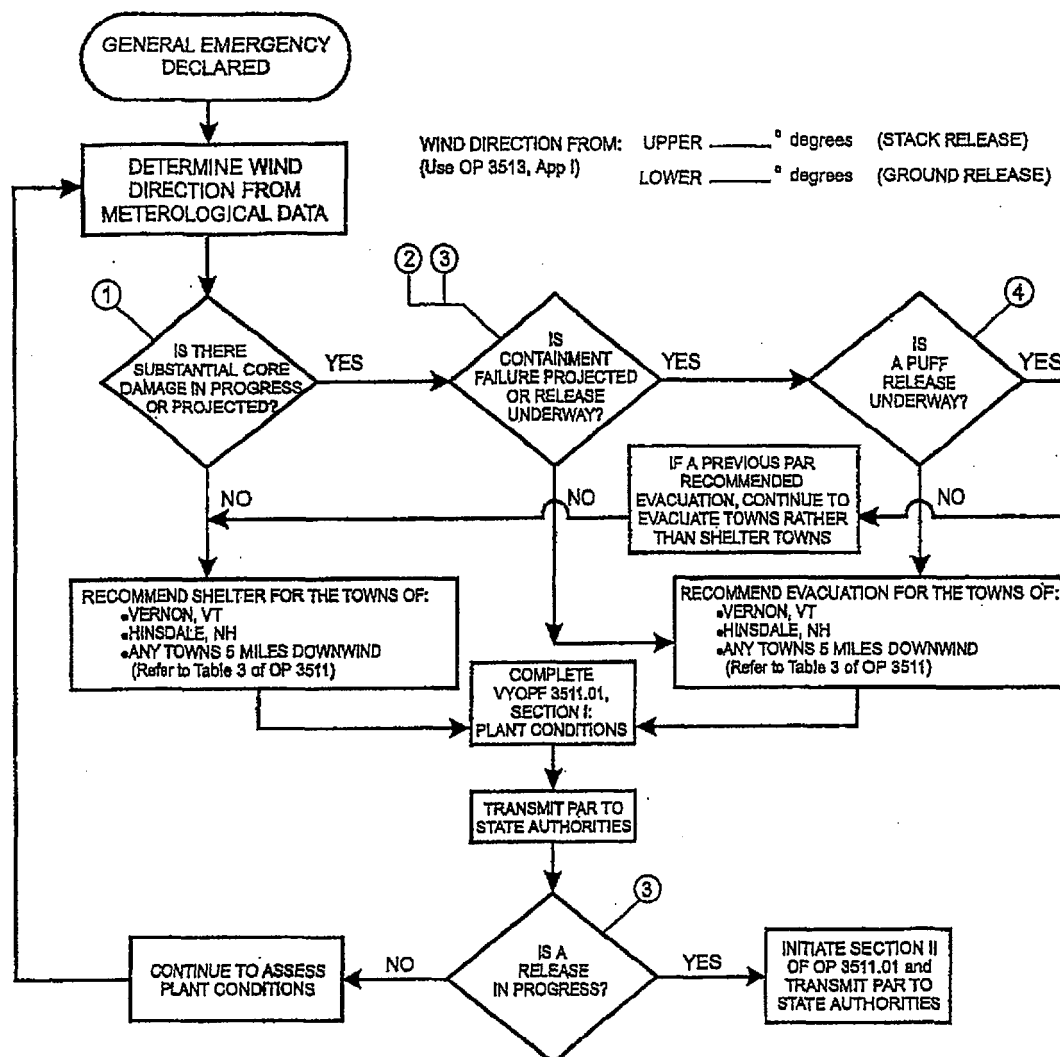 GENERAL EMERGENCY
DECLARED
WIND DIRECTION FROM: UPPER ______° degrees (STACK RELEASE)
(Use OP 3513, App I)
LOWER ______° degrees (GROUND RELEASE)
DETERMINE WIND
DIRECTION FROM
METEROLOGICAL DATA
1
2 3
4
IS THERE
SUBSTANTIAL CORE
DAMAGE IN PROGRESS
OR PROJECTED?
YES
IS
CONTAINMENT
FAILURE PROJECTED
OR RELEASE
UNDERWAY?
YES
IS
A PUFF
RELEASE
UNDERWAY?
YES
NO
NO
IF A PREVIOUS PAR
RECOMMENDED
EVACUATION, CONTINUE TO
EVACUATE TOWNS RATHER
THAN SHELTER TOWNS
NO
RECOMMEND SHELTER FOR THE TOWNS OF:
•VERNON, VT
•HINSDALE, NH
•ANY TOWNS 5 MILES DOWNWIND
(Refer to Table 3 of OP 3511)
RECOMMEND EVACUATION FOR THE TOWNS OF:
•VERNON, VT
•HINSDALE, NH
•ANY TOWNS 5 MILES DOWNWIND
(Refer to Table 3 of OP 3511)
COMPLETE
VYOPF 3511.01,
SECTION I:
PLANT CONDITIONS
TRANSMIT PAR TO
STATE AUTHORITIES
3
IS A
RELEASE
IN PROGRESS?
NO
CONTINUE TO ASSESS
PLANT CONDITIONS
YES
INITIATE SECTION II
OF OP 3511.01 and
TRANSMIT PAR TO
STATE AUTHORITIES